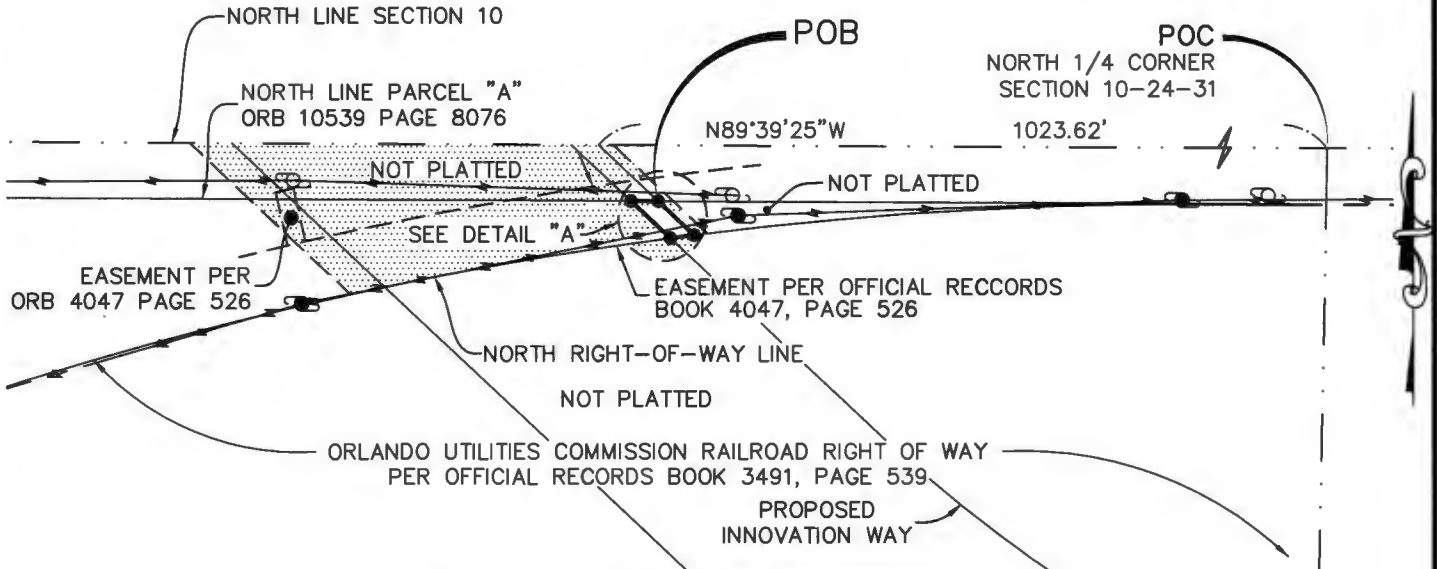 NORTH LINE SECTION 10
POB
POC
NORTH 1/4 CORNER
SECTION 10-24-31
NORTH LINE PARCEL "A"
ORB 10539 PAGE 8076
N89°39'25"W
1023.62'
NOT PLATTED
NOT PLATTED
SEE DETAIL "A"
EASEMENT PER
ORB 4047 PAGE 526
EASEMENT PER OFFICIAL RECCORDS
BOOK 4047, PAGE 526
NORTH RIGHT-OF-WAY LINE
NOT PLATTED
ORLANDO UTILITIES COMMISSION RAILROAD RIGHT OF WAY
PER OFFICIAL RECORDS BOOK 3491, PAGE 539
PROPOSED
INNOVATION WAY